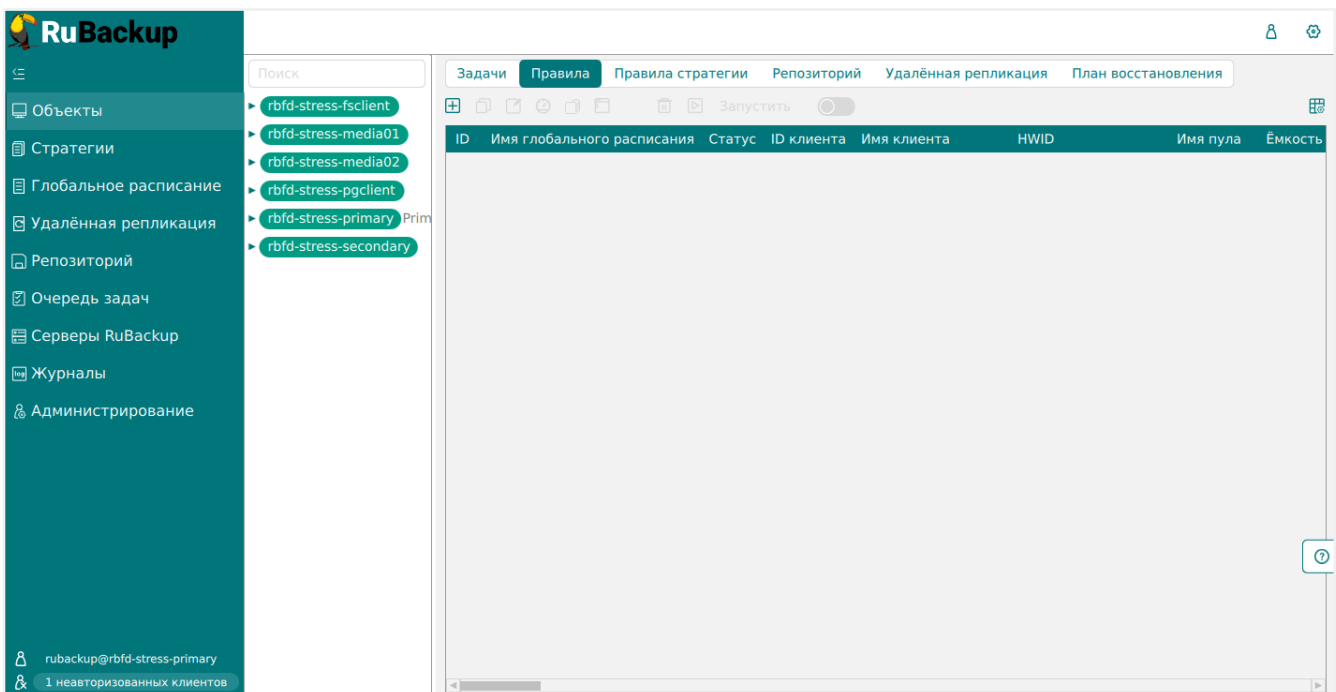 RuBackup
Поиск
Задачи Правила Правила стратегии Репозиторий Удалённая репликация План восстановления
Объекты
Стратегии
Глобальное расписание
Удалённая репликация
Репозиторий
Очередь задач
Серверы RuBackup
Журналы
Администрирование
rbfd-stress-fsclient
rbfd-stress-media01
rbfd-stress-media02
rbfd-stress-pgclient
rbfd-stress-primary Prim
rbfd-stress-secondary
Запустить
ID Имя глобального расписания Статус ID клиента Имя клиента HWID Имя пула Ёмкость
rubackup@rbfd-stress-primary
1 неавторизованных клиентов